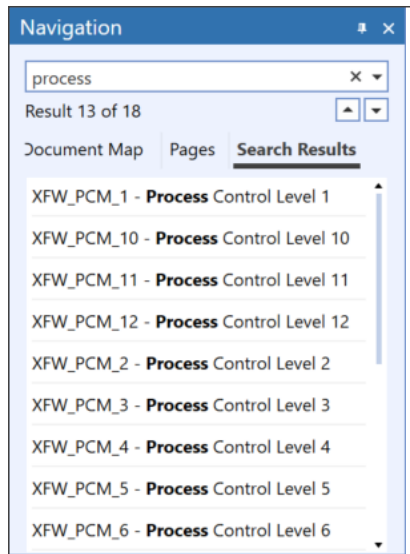 Navigation
process
Result 13 of 18
Document Map Pages Search Results
XFW_PCM_1 - Process Control Level 1
XFW_PCM_10 - Process Control Level 10
XFW_PCM_11 - Process Control Level 11
XFW_PCM_12 - Process Control Level 12
XFW_PCM_2 - Process Control Level 2
XFW_PCM_3 - Process Control Level 3
XFW_PCM_4 - Process Control Level 4
XFW_PCM_5 - Process Control Level 5
XFW_PCM_6 - Process Control Level 6